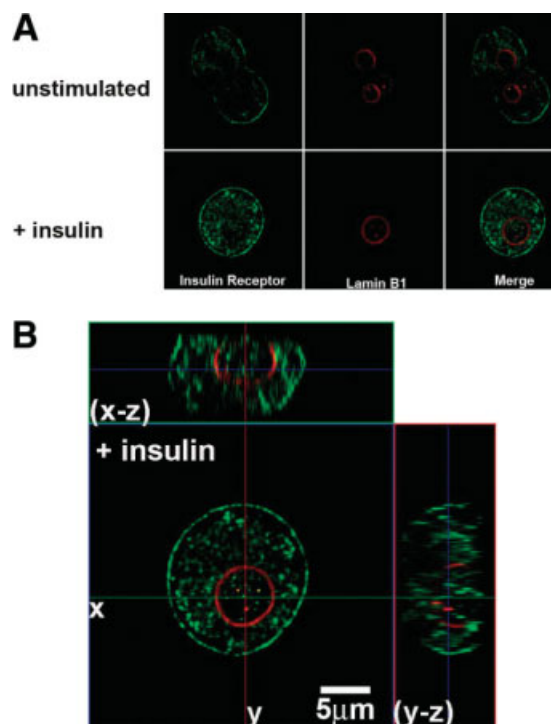 A
unstimulated
+ insulin
Insulin Receptor
Lamin B1
Merge
B
(x-z)
+ insulin
x
y
5µm
(y-z)